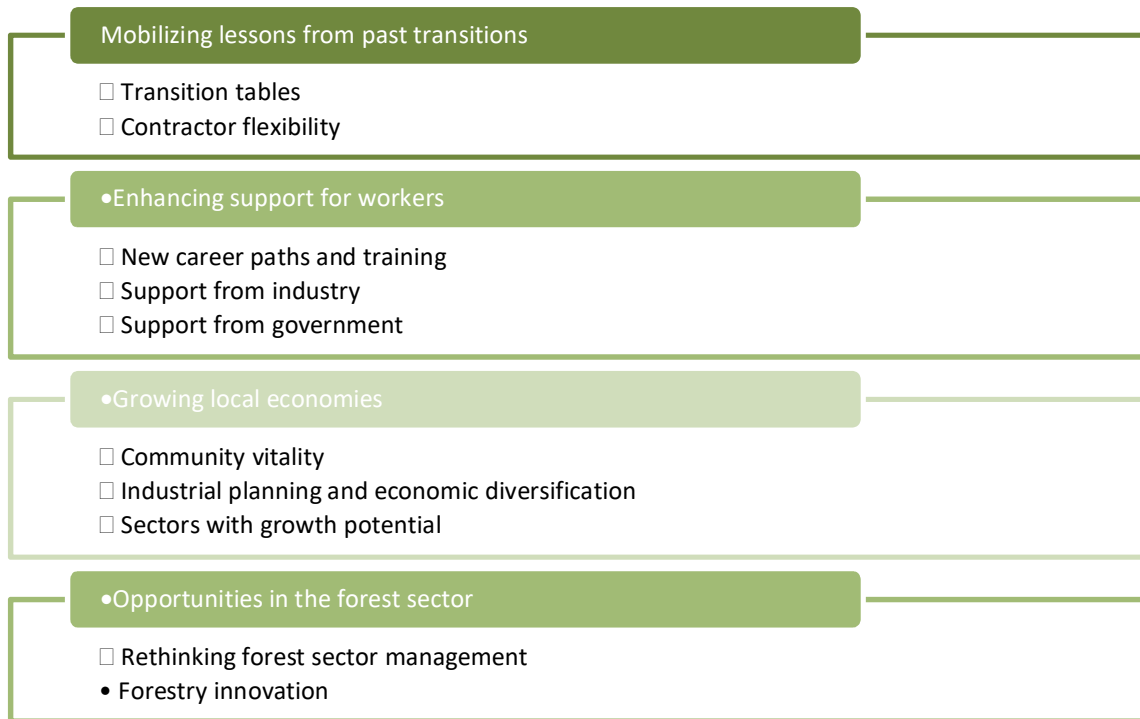 Mobilizing lessons from past transitions
□ Transition tables
□ Contractor flexibility
•Enhancing support for workers
□ New career paths and training
□ Support from industry
□ Support from government
•Growing local economies
□ Community vitality
□ Industrial planning and economic diversification
□ Sectors with growth potential
•Opportunities in the forest sector
□ Rethinking forest sector management
• Forestry innovation